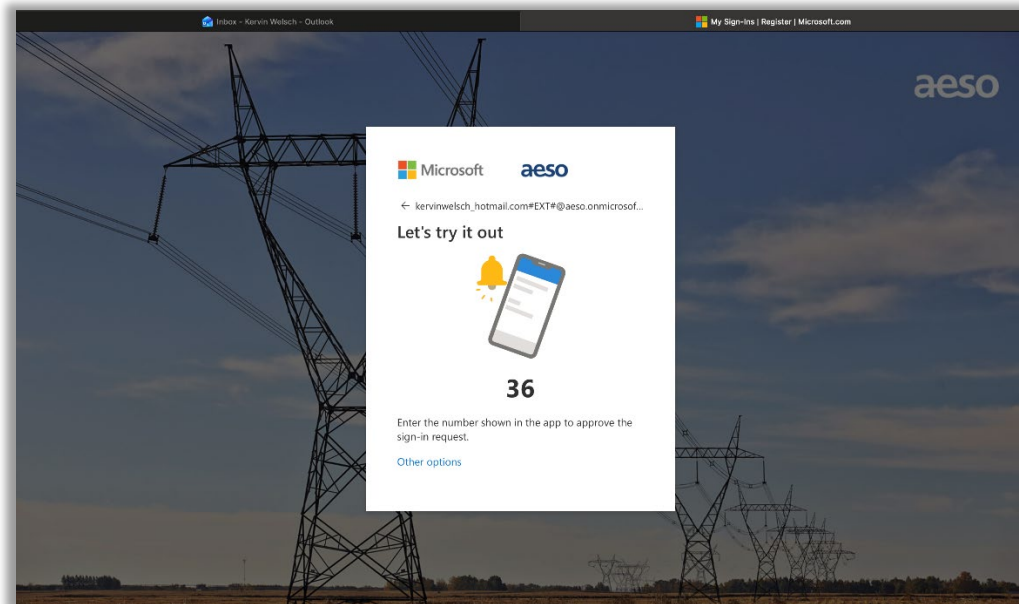 Inbox - Kervin Welsch - Outlook
My Sign-Ins | Register | Microsoft.com
aeso
Microsoft aeso
← kervinwelsch_hotmail.com#EXT#@aeso.onmicrosof...
Let's try it out
36
Enter the number shown in the app to approve the
sign-in request.
Other options